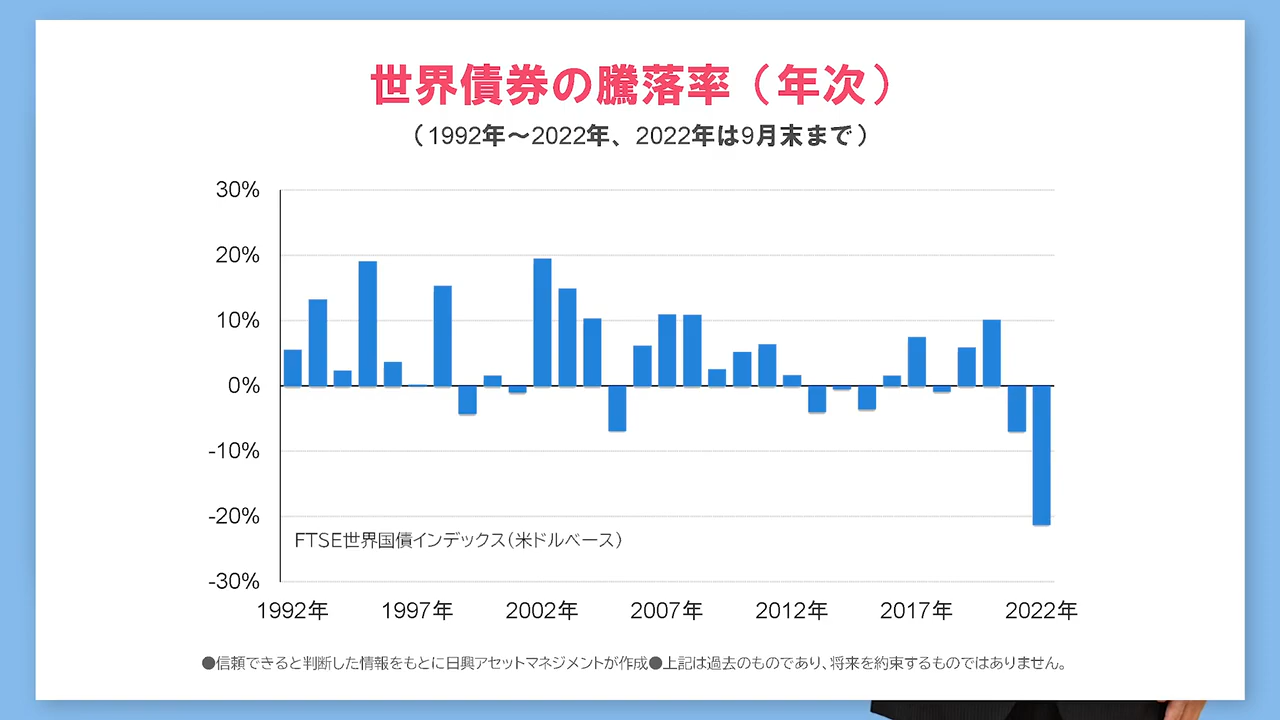 世界債券の騰落率（年次）
（1992年～2022年、2022年は9月末まで）
30%
20%
10%
0%
-10%
-20%
-30%
FTSE世界国債インデックス（米ドルベース）
1992年 1997年 2002年 2007年 2012年 2017年 2022年
●信頼できると判断した情報をもとに日興アセットマネジメントが作成●上記は過去のものであり、将来を約束するものではありません。